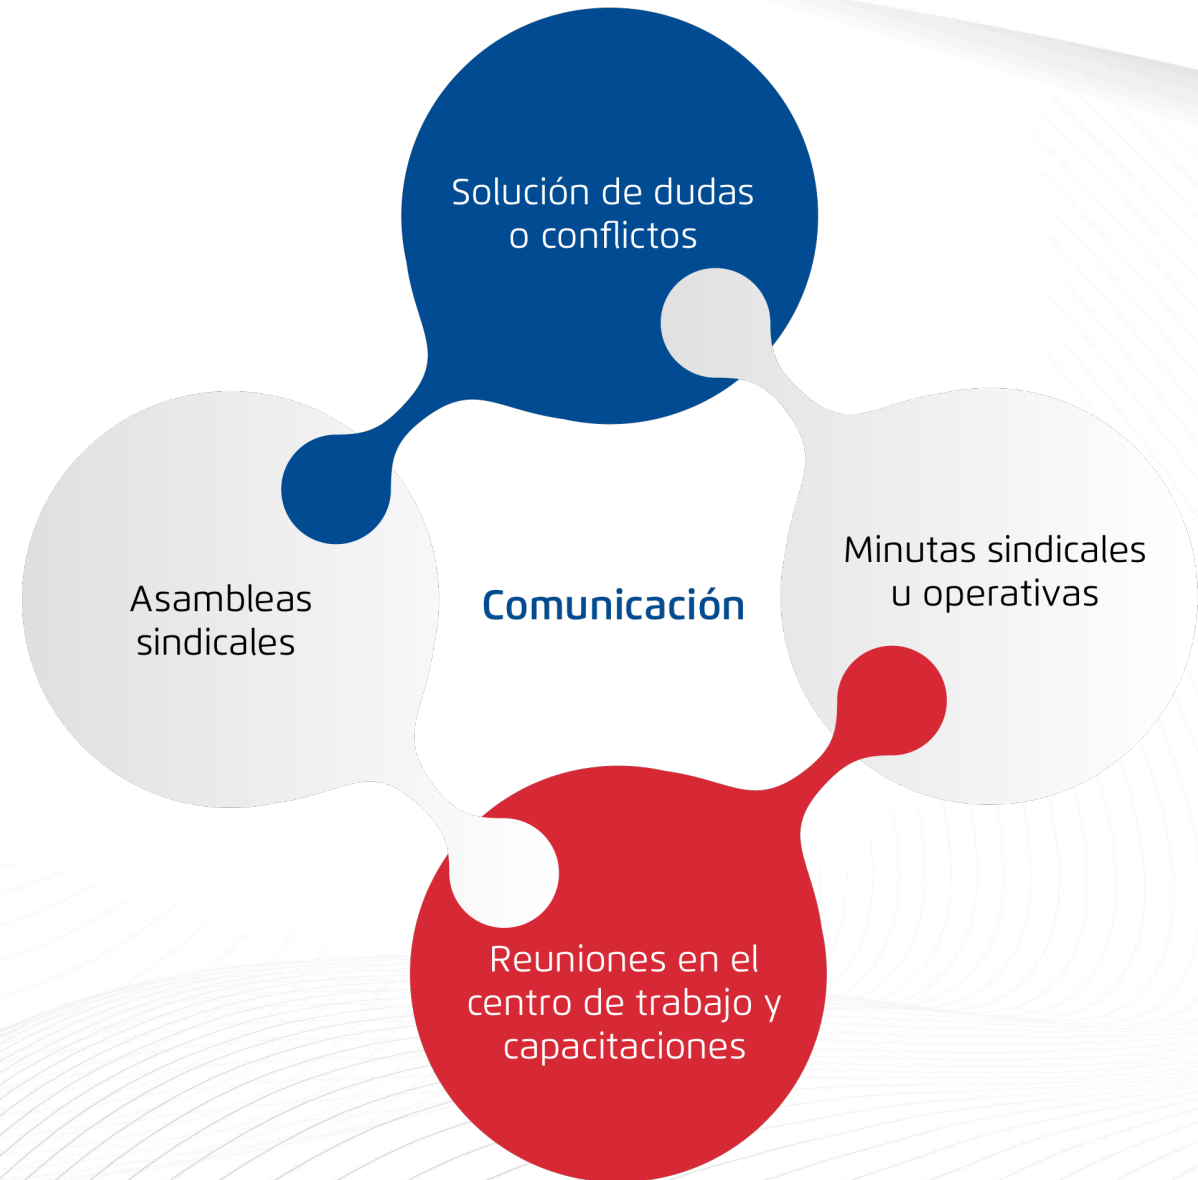 Solución de dudas
o conflictos
Minutas sindicales
u operativas
Asambleas
sindicales
Comunicación
Reuniones en el
centro de trabajo y
capacitaciones